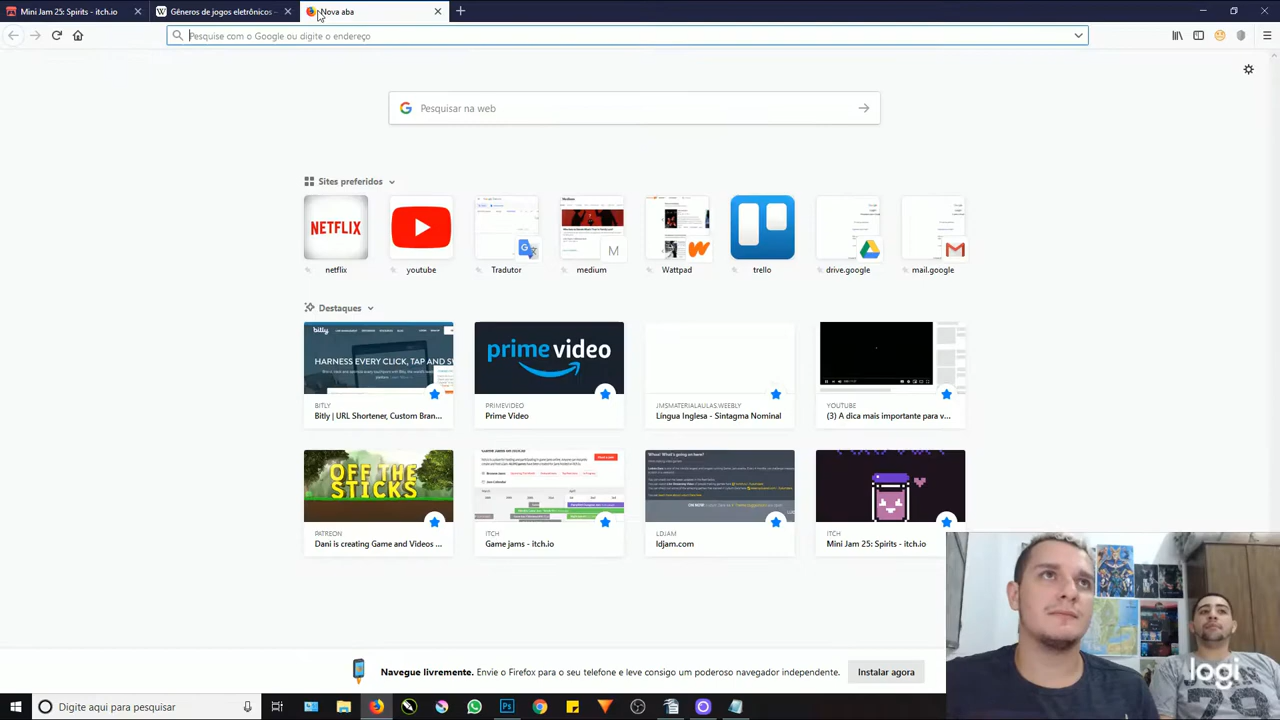 Mini Jam 25: Spirits - itch.io
Gêneros de jogos eletrônicos –
Nova aba
Pesquise com o Google ou digite o endereço
Pesquisar na web
Sites preferidos
NETFLIX
netflix
youtube
Tradutor
M
medium
Wattpad
trello
drive.google
mail.google
Destaques
bitly
HARNESS EVERY CLICK, TAP AND SW
BITLY
Bitly | URL Shortener, Custom Bran...
prime video
PRIMEVIDEO
Prime Video
JMSMATERIALAULAS.WEEBLY
Língua Inglesa - Sintagma Nominal
YOUTUBE
(3) A dica mais importante para v...
OFF THE
STICKS
PATREON
Dani is creating Game and Videos ...
ITCH
Game jams - itch.io
LDJAM
ldjam.com
ITCH
Mini Jam 25: Spirits - itch.io
Navegue livremente. Envie o Firefox para o seu telefone e leve consigo um poderoso navegador independente.
Instalar agora
logi
Digite aqui para pesquisar